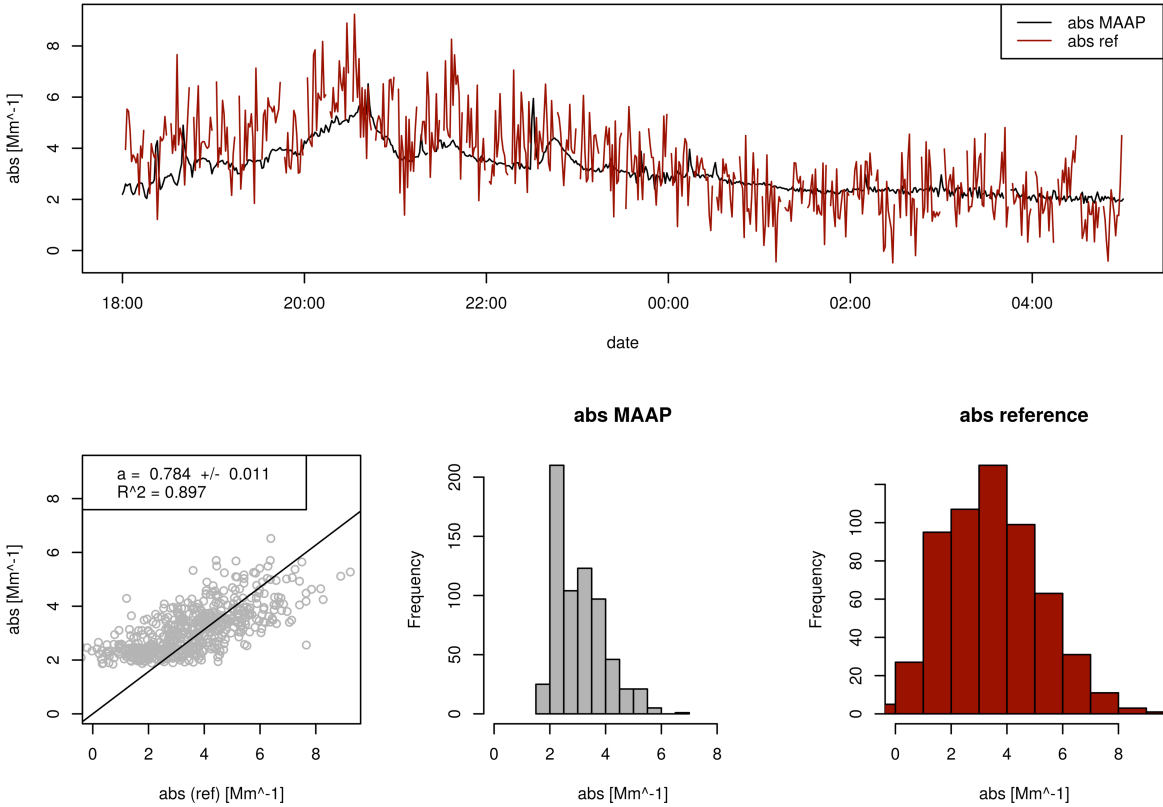 abs MAAP
abs ref
8
6
4
2
0
abs [Mm^-1]
18:00 20:00 22:00 00:00 02:00 04:00
date
abs MAAP
abs reference
a = 0.784 +/- 0.011
R^2 = 0.897
8
6
4
2
0
abs [Mm^-1]
0 2 4 6 8
abs (ref) [Mm^-1]
200
150
100
50
0
Frequency
0 2 4 6 8
abs [Mm^-1]
100
80
60
40
20
0
Frequency
0 2 4 6 8
abs [Mm^-1]